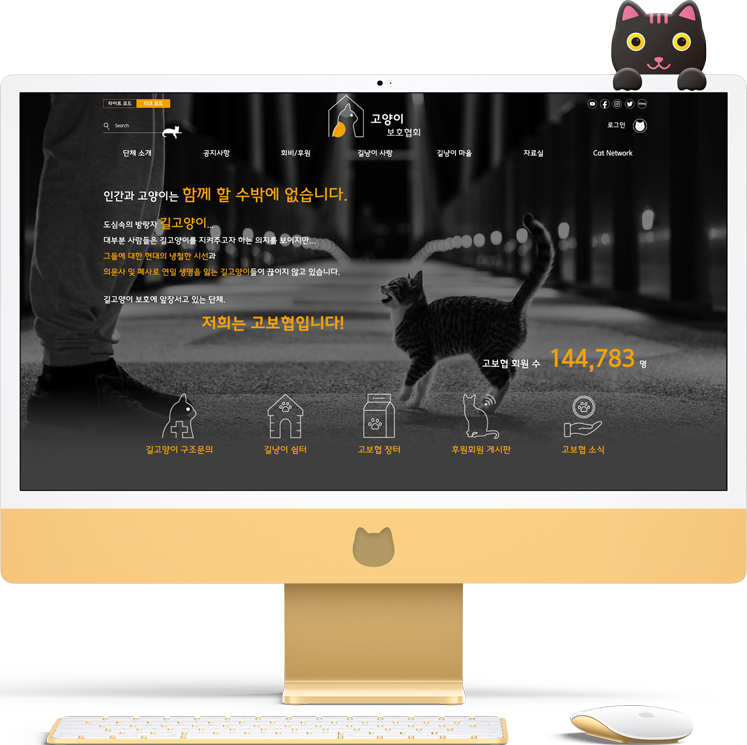 라이트 모드 다크 모드
Search
고양이
보호협회
로그인
단체 소개 공지사항 회비/후원 길냥이 사랑 길냥이 마을 자료실 Cat Network
인간과 고양이는 함께 할 수밖에 없습니다.
도심속의 방랑자 길고양이...
대부분 사람들은 길고양이를 지켜주고자 하는 의지를 보이지만...
그들에 대한 현대의 냉절한 시선과
의문사 및 폐사로 연일 생명을 잃는 길고양이들이 끊이지 않고 있습니다.
길고양이 보호에 앞장서고 있는 단체.
저희는 고보협입니다!
고보협 회원 수 144,783 명
길고양이 구조문의 길냥이 쉼터 고보협 장터 후원회원 게시판 고보협 소식